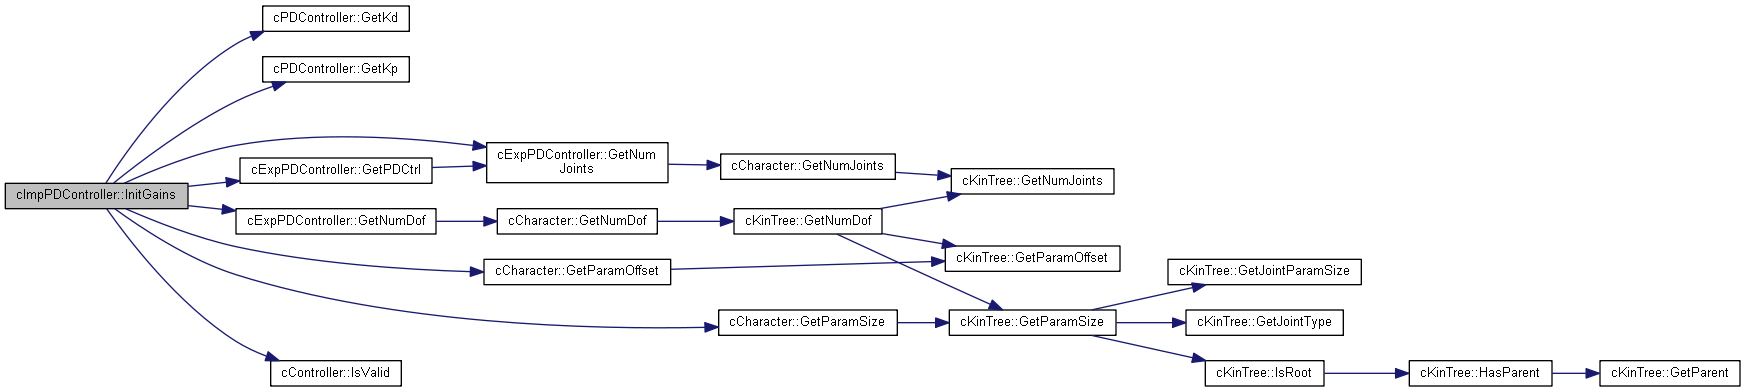 cPDController::GetKd
cPDController::GetKp
cExpPDController::GetNum
Joints
cExpPDController::GetPDCtrl
cCharacter::GetNumJoints
cKinTree::GetNumJoints
cImpPDController::InitGains
cExpPDController::GetNumDof
cCharacter::GetNumDof
cKinTree::GetNumDof
cKinTree::GetParamOffset
cCharacter::GetParamOffset
cKinTree::GetJointParamSize
cCharacter::GetParamSize
cKinTree::GetParamSize
cKinTree::GetJointType
cController::IsValid
cKinTree::IsRoot
cKinTree::HasParent
cKinTree::GetParent